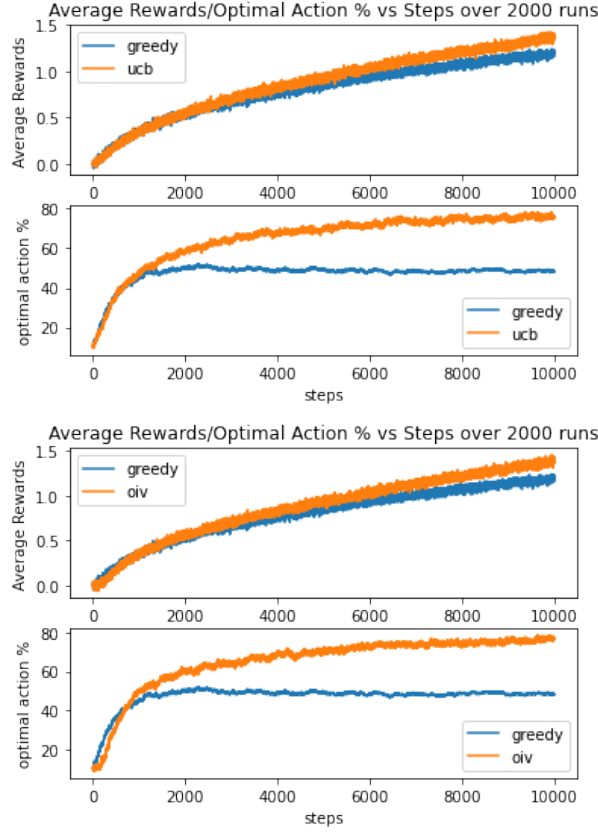 Average Rewards/Optimal Action % vs Steps over 2000 runs
1.5
1.0
0.5
0.0
Average Rewards
greedy
ucb
0 2000 4000 6000 8000 10000
80
60
40
20
optimal action %
greedy
ucb
0 2000 4000 6000 8000 10000
steps
Average Rewards/Optimal Action % vs Steps over 2000 runs
1.5
1.0
0.5
0.0
Average Rewards
greedy
oiv
0 2000 4000 6000 8000 10000
80
60
40
20
optimal action %
greedy
oiv
0 2000 4000 6000 8000 10000
steps